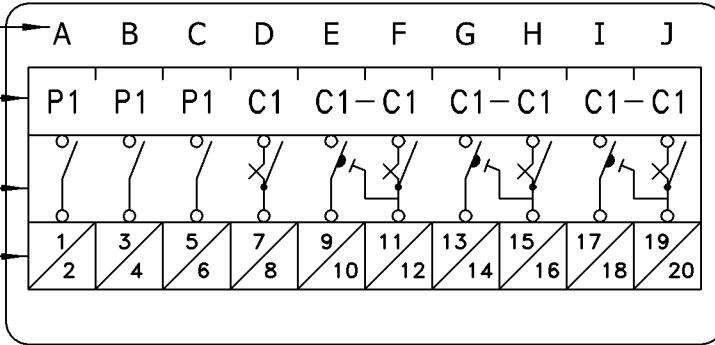 A B C D E F G H I J
P1 P1 P1 C1 C1-C1 C1-C1 C1-C1
1 3 5 7 9 11 13 15 17 19
2 4 6 8 10 12 14 16 18 20